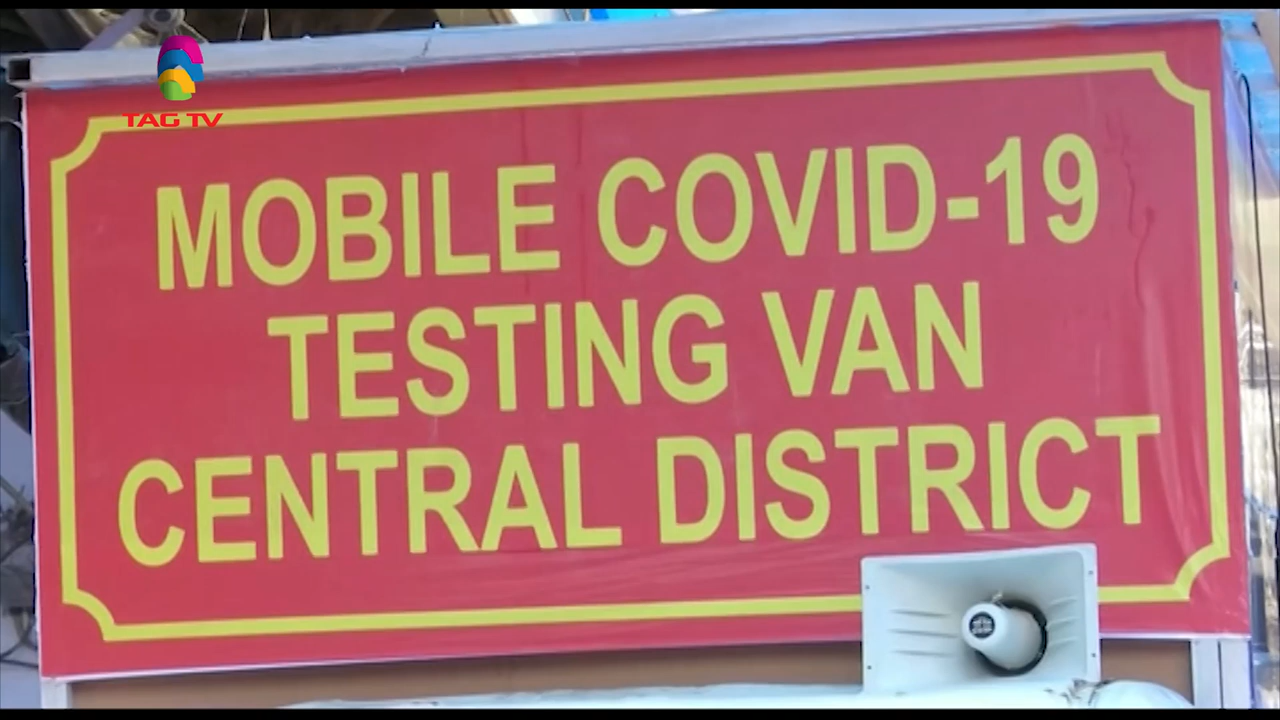 TAG TV
MOBILE COVID-19
TESTING VAN
CENTRAL DISTRICT